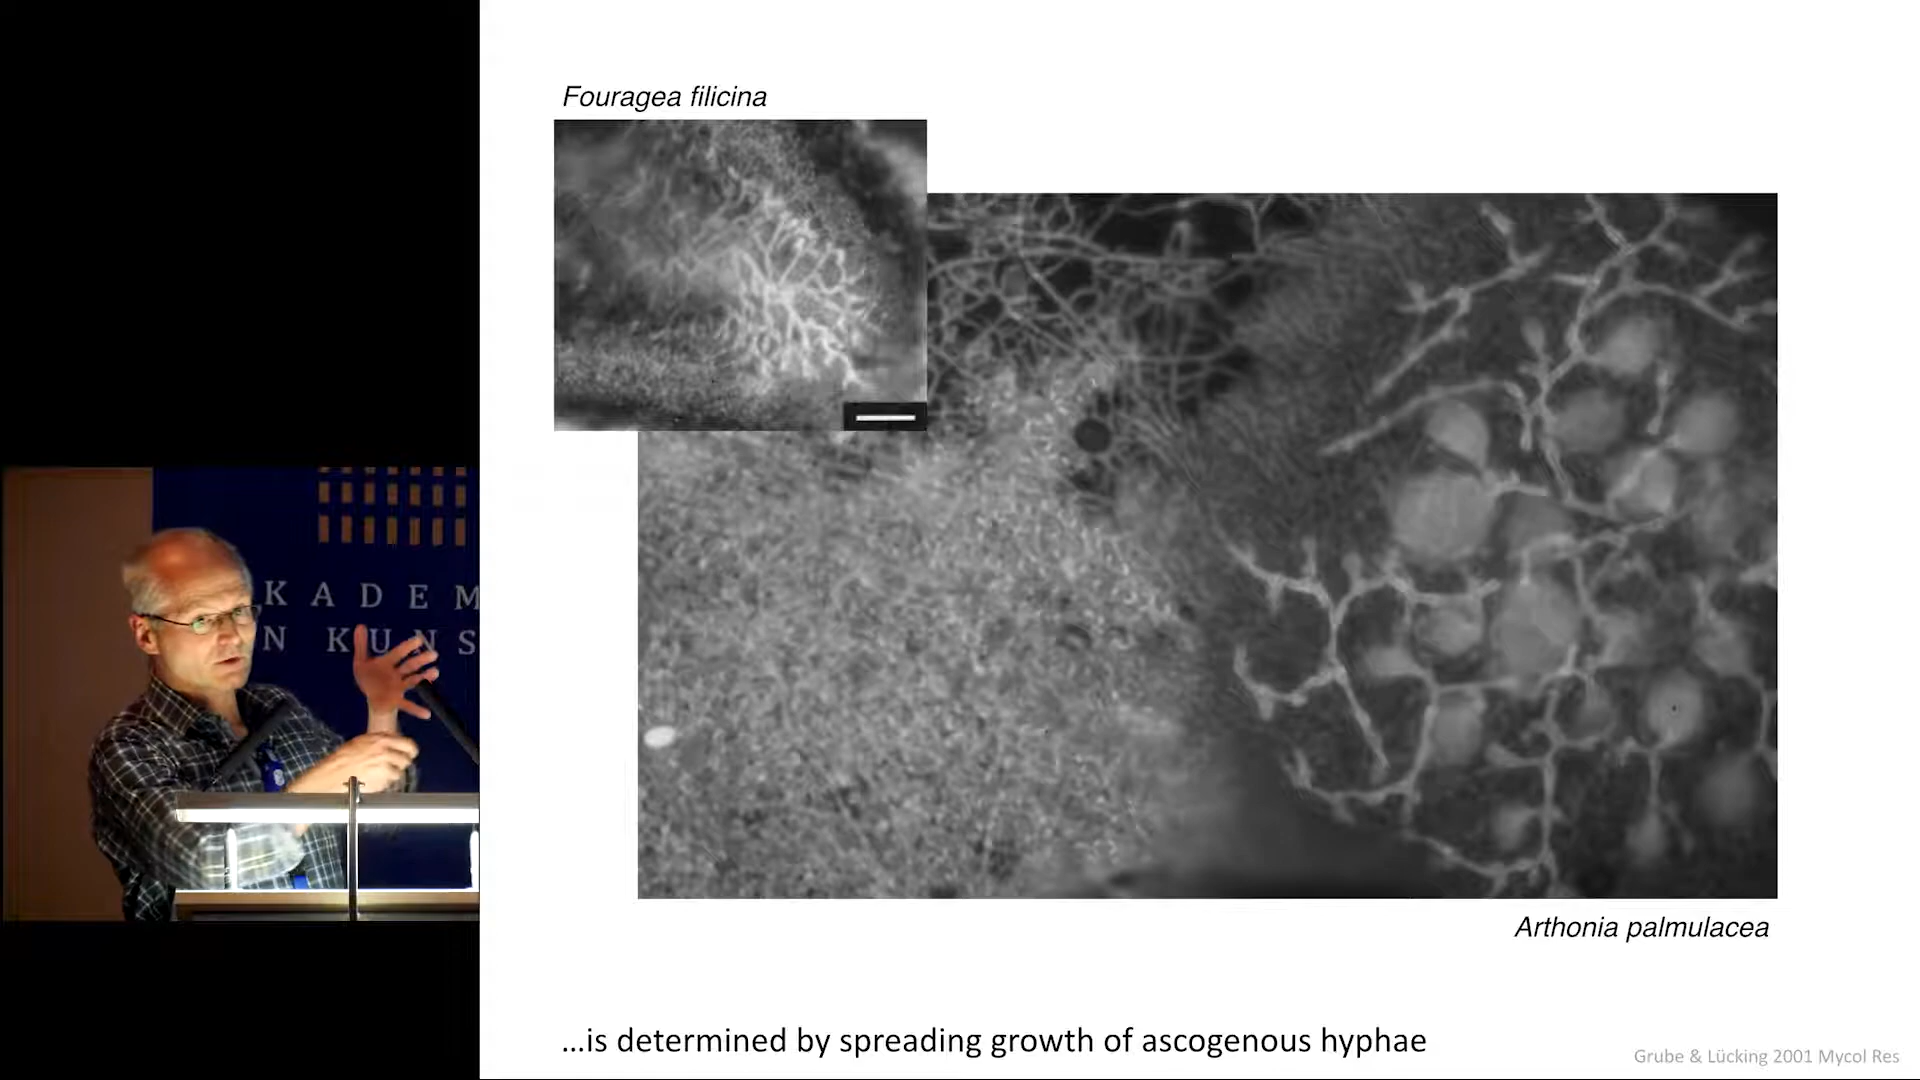 Fouragea filicina
KADEM
N KUNS
Arthonia palmulacea
...is determined by spreading growth of ascogenous hyphae
Grube & Lücking 2001 Mycol Res